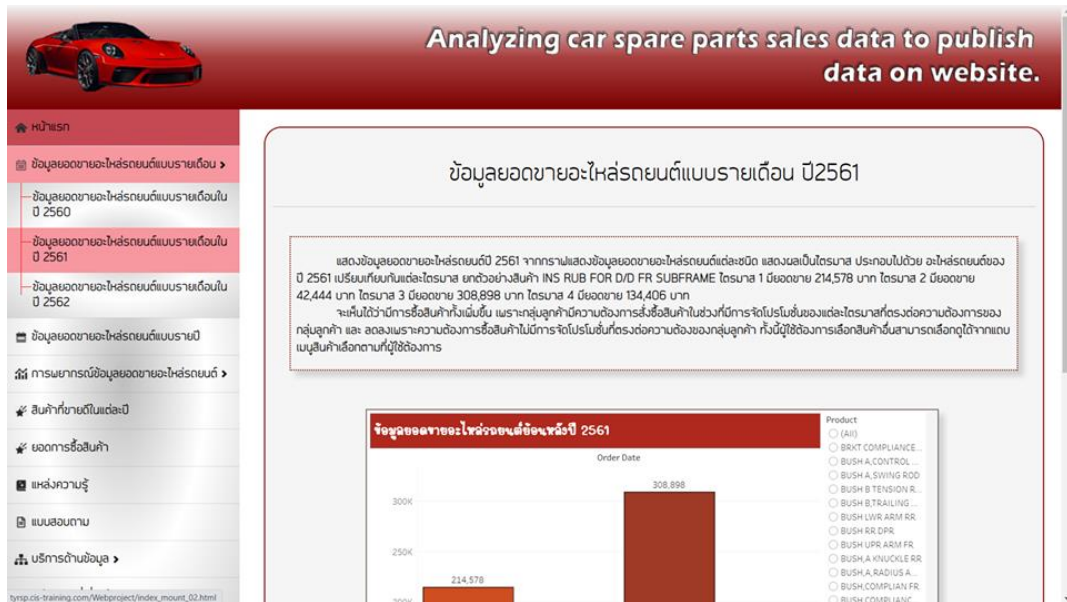 Analyzing car spare parts sales data to publish
data on website.
หน้าแรก
ข้อมูลยอดขายอะไหล่รถยนต์แบบรายเดือน
ข้อมูลยอดขายอะไหล่รถยนต์แบบรายเดือนใน
ปี 2560
ข้อมูลยอดขายอะไหล่รถยนต์แบบรายเดือนใน
ปี 2561
ข้อมูลยอดขายอะไหล่รถยนต์แบบรายเดือนใน
ปี 2562
ข้อมูลยอดขายอะไหล่รถยนต์แบบรายปี
การพยากรณ์ข้อมูลยอดขายอะไหล่รถยนต์
สินค้าที่ขายดีในแต่ละปี
ยอดการซื้อสินค้า
แหล่งความรู้
แบบสอบถาม
บริการด้านข้อมูล
tyrsp.cis-training.com/Webproject/index_mount_02.html
ข้อมูลยอดขายอะไหล่รถยนต์แบบรายเดือน ปี2561
แสดงข้อมูลยอดขายอะไหล่รถยนต์ปี 2561 จากกราฟแสดงข้อมูลยอดขายอะไหล่รถยนต์แต่ละชนิด แสดงผลเป็นไตรมาส ประกอบไปด้วย อะไหล่รถยนต์ของ
ปี 2561 เปรียบเทียบกันแต่ละไตรมาส ยกตัวอย่างสินค้า INS RUB FOR D/D FR SUBFRAME ไตรมาส 1 มียอดขาย 214,578 บาท ไตรมาส 2 มียอดขาย
42,444 บาท ไตรมาส 3 มียอดขาย 308,898 บาท ไตรมาส 4 มียอดขาย 134,406 บาท
จะเห็นได้ว่ามีการซื้อสินค้าทั้งเพิ่มขึ้น เพราะกลุ่มลูกค้ามีความต้องการสั่งซื้อสินค้าในช่วงที่มีการจัดโปรโมชั่นของแต่ละไตรมาสที่ตรงต่อความต้องการของ
กลุ่มลูกค้า และ ลดลงเพราะความต้องการซื้อสินค้าไม่มีการจัดโปรโมชั่นที่ตรงต่อความต้องของกลุ่มลูกค้า ทั้งนี้ผู้ใช้ต้องการเลือกสินค้าอื่นสามารถเลือกดูได้จากแถบ
เมนูสินค้าเลือกตามที่ผู้ใช้ต้องการ
ข้อมูลยอดขายอะไหล่รถยนต์ย้อนหลังปี 2561
Order Date
308,898
300K
250K
214,578
200K
Product
(All)
BRKT COMPLIANCE...
BUSH A,CONTROL ...
BUSH A,SWING ROD
BUSH B TENSION R...
BUSH B,TRAILING ...
BUSH LWR ARM RR
BUSH RR DPR
BUSH UPR ARM FR
BUSH,A KNUCKLE RR
BUSH,A,RADIUS A...
BUSH,COMPLIAN FR
BUSH,COMPLIANC...